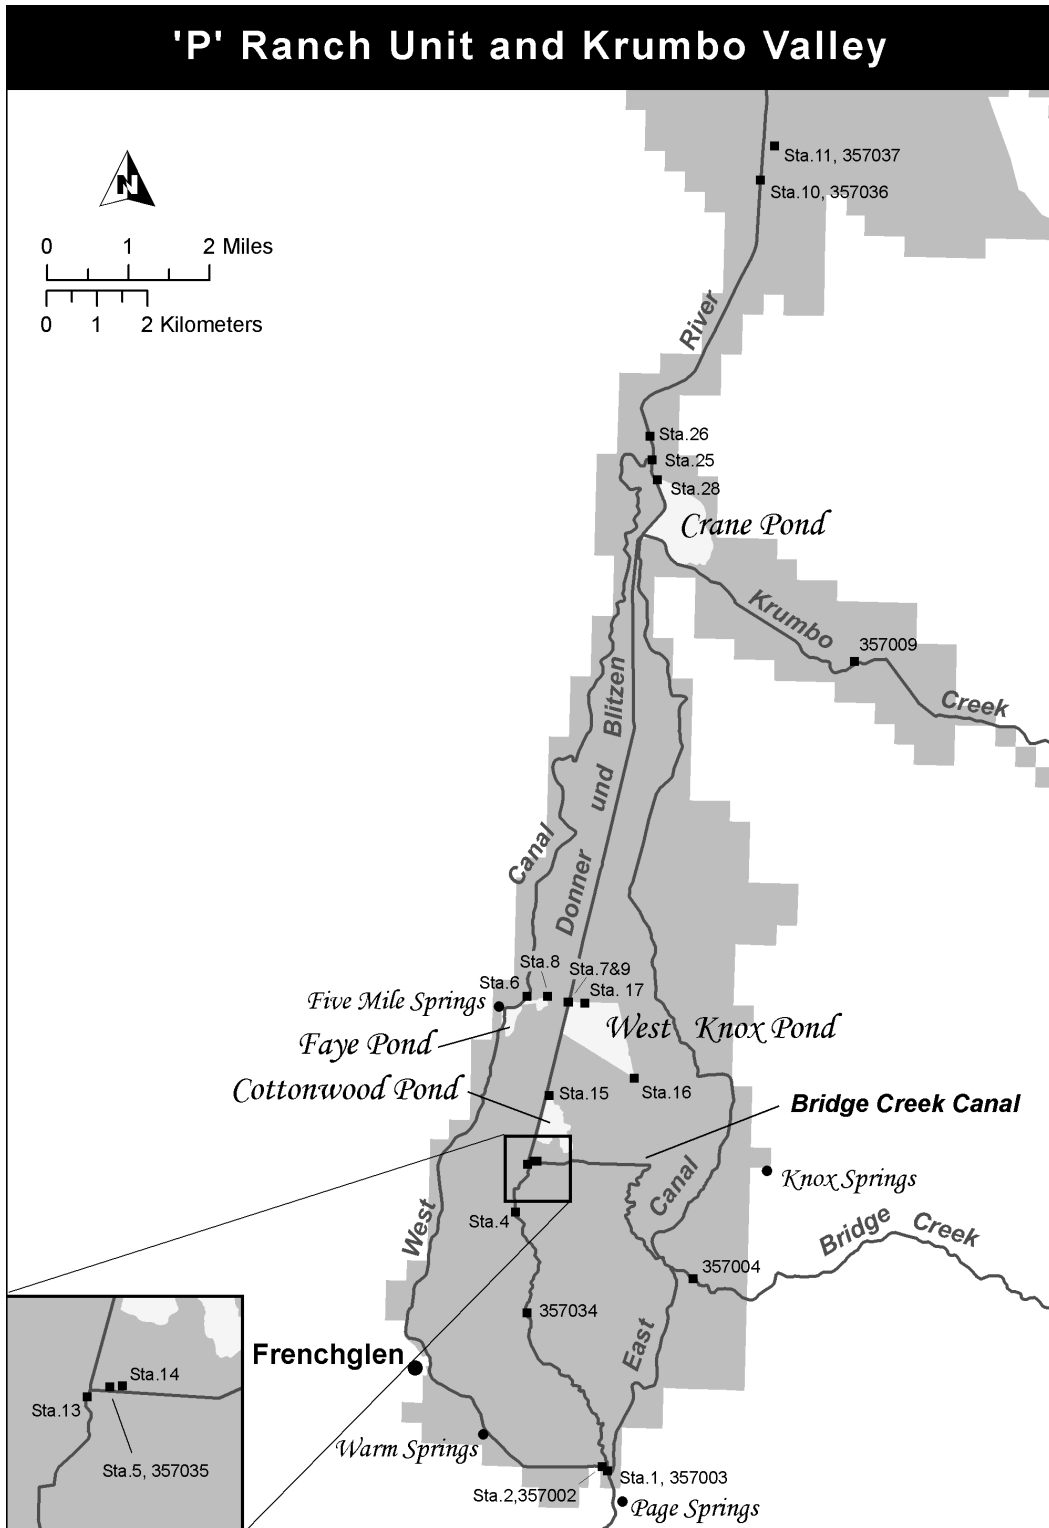 'P' Ranch Unit and Krumbo Valley
Sta.11, 357037
N
Sta.10, 357036
0 1 2 Miles
0 1 2 Kilometers
River
Sta.26
Sta.25
Sta.28
Crane Pond
Krumbo
357009
Creek
Blitzen
und
Canal
Donner
Sta.8
Sta.7&9
Sta.6
Sta. 17
Five Mile Springs
West Knox Pond
Faye Pond
Cottonwood Pond
Sta.15
Sta.16
Bridge Creek Canal
Knox Springs
Canal
West
Sta.4
Bridge Creek
357004
357034
East
Frenchglen
Sta.14
Sta.13
Sta.5, 357035
Warm Springs
Sta.1, 357003
Sta.2,357002
Page Springs